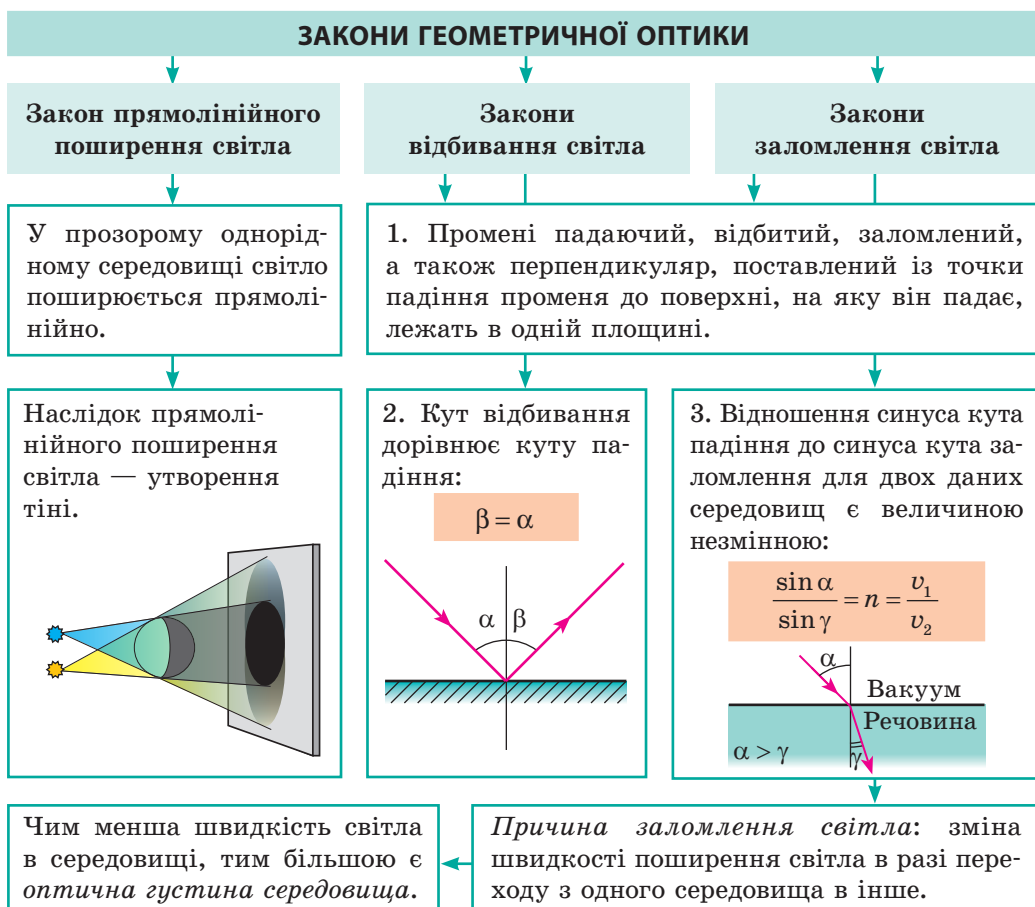 ЗАКОНИ ГЕОМЕТРИЧНОЇ ОПТИКИ
Закон прямолінійного
поширення світла
Закони
відбивання світла
Закони
заломлення світла
У прозорому однорід-
ному середовищі світло
поширюється прямолі-
нійно.
1. Промені падаючий, відбитий, заломлений,
а також перпендикуляр, поставлений із точки
падіння променя до поверхні, на яку він падає,
лежать в одній площині.
Наслідок прямолі-
нійного поширення
світла — утворення
тіні.
2. Кут відбивання
дорівнює куту па-
діння:
β = α
α β
3. Відношення синуса кута
падіння до синуса кута за-
ломлення для двох даних
середовищ є величиною
незмінною:
sin α / sin γ = n = v₁ / v₂
α
Вакуум
Речовина
α > γ
γ
Чим менша швидкість світла
в середовищі, тим більшою є
оптична густина середовища.
Причина заломлення світла: зміна
швидкості поширення світла в разі пере-
ходу з одного середовища в інше.